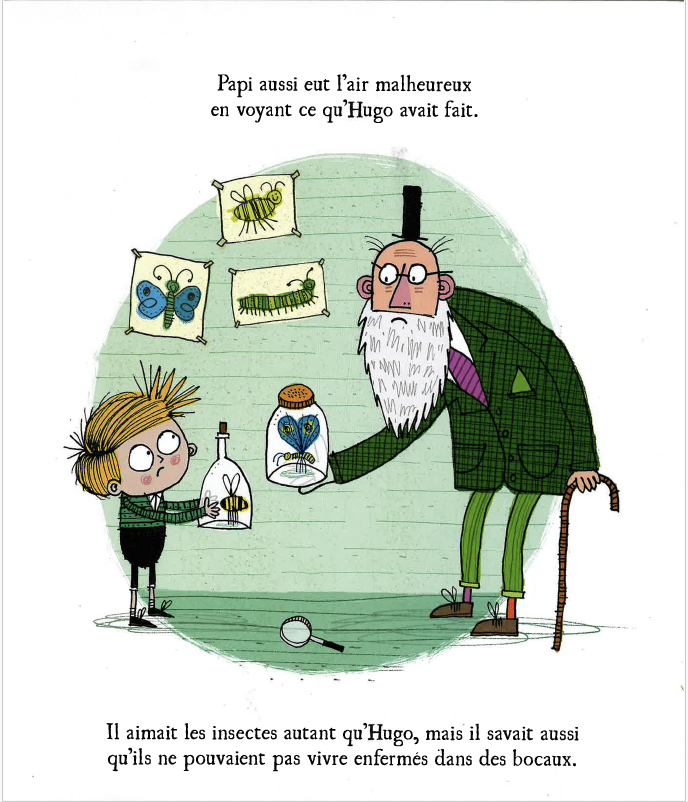 Papi aussi eut l'air malheureux
en voyant ce qu'Hugo avait fait.
Il aimait les insectes autant qu'Hugo, mais il savait aussi
qu'ils ne pouvaient pas vivre enfermés dans des bocaux.